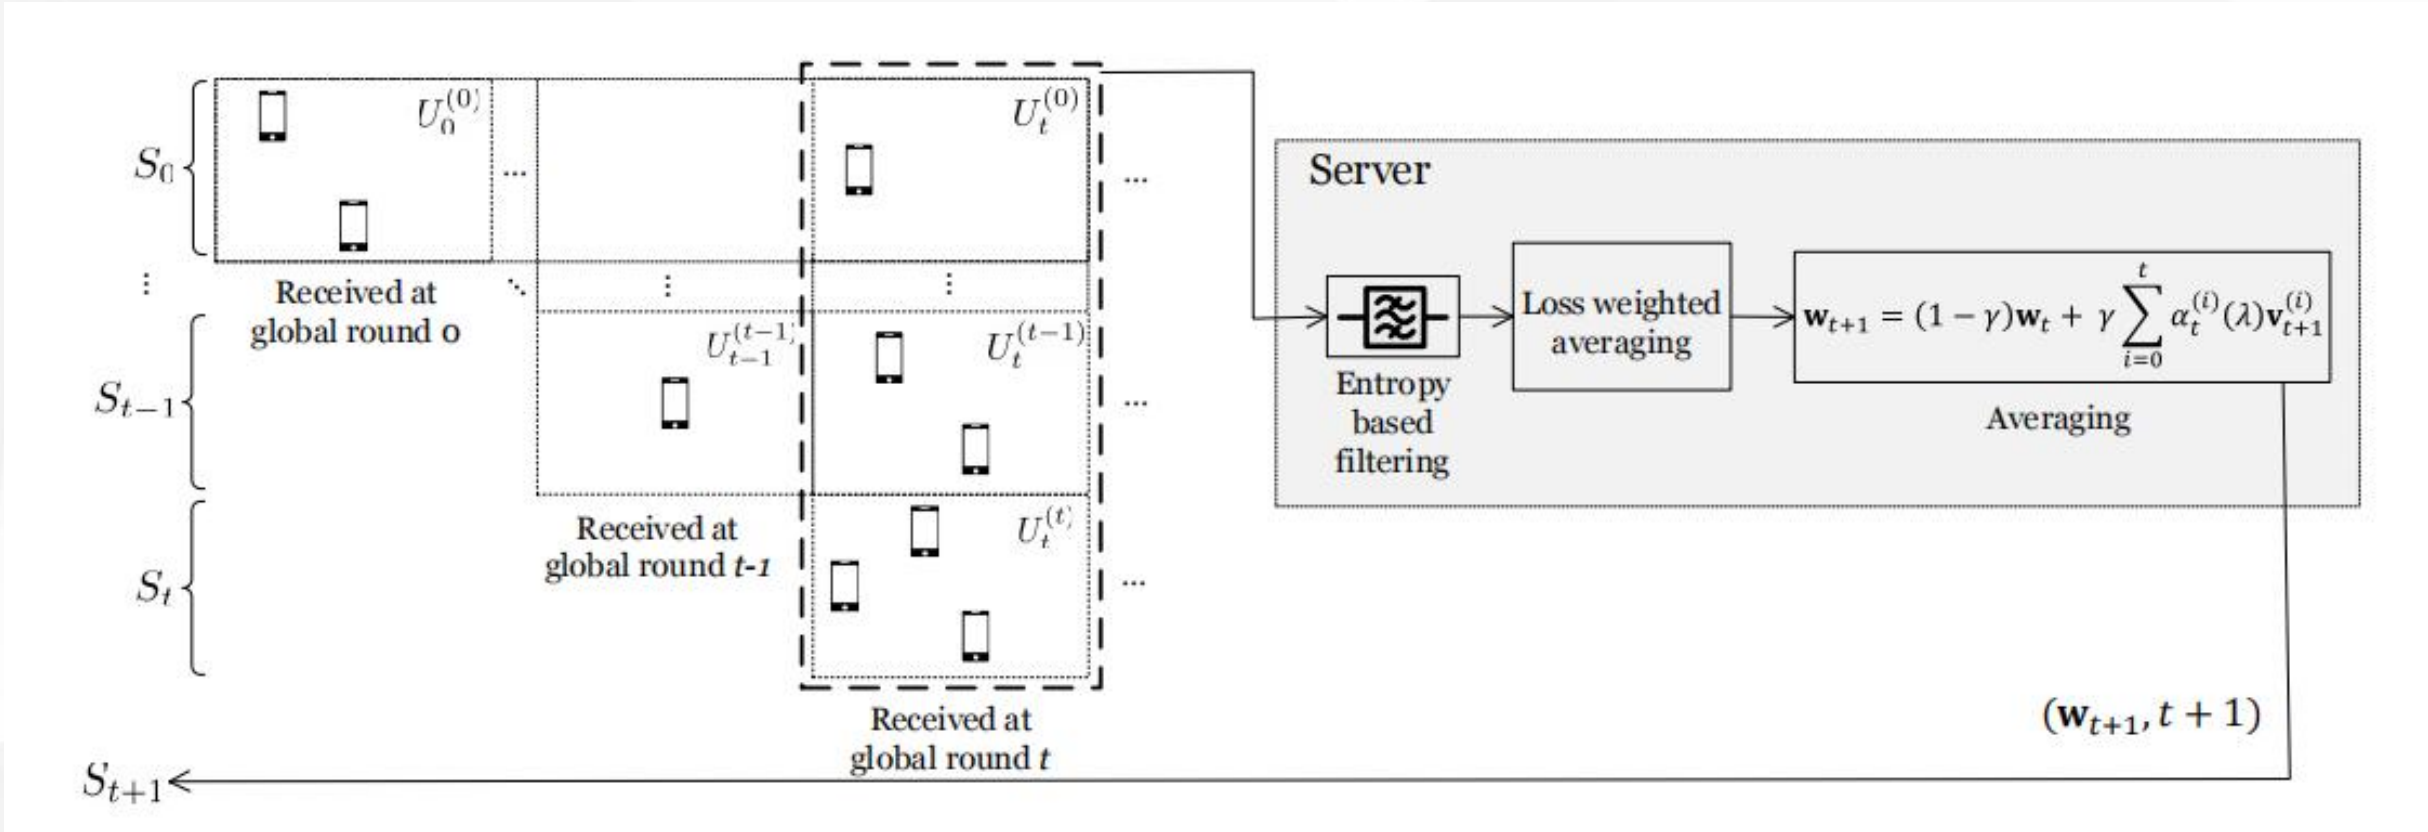 S_0
U_0^{(0)}
...
U_t^{(0)}
...
⋮
Received at
global round 0
⋱
⋮
⋮
S_{t-1}
U_{t-1}^{(t-1)}
U_t^{(t-1)}
...
Received at
global round t-1
S_t
U_t^{(t)}
...
Received at
global round t
Server
Entropy
based
filtering
Loss weighted
averaging
w_{t+1} = (1 − γ)w_t + γ \sum_{i=0}^{t} α_t^{(i)}(λ)v_{t+1}^{(i)}
Averaging
(w_{t+1}, t + 1)
S_{t+1}